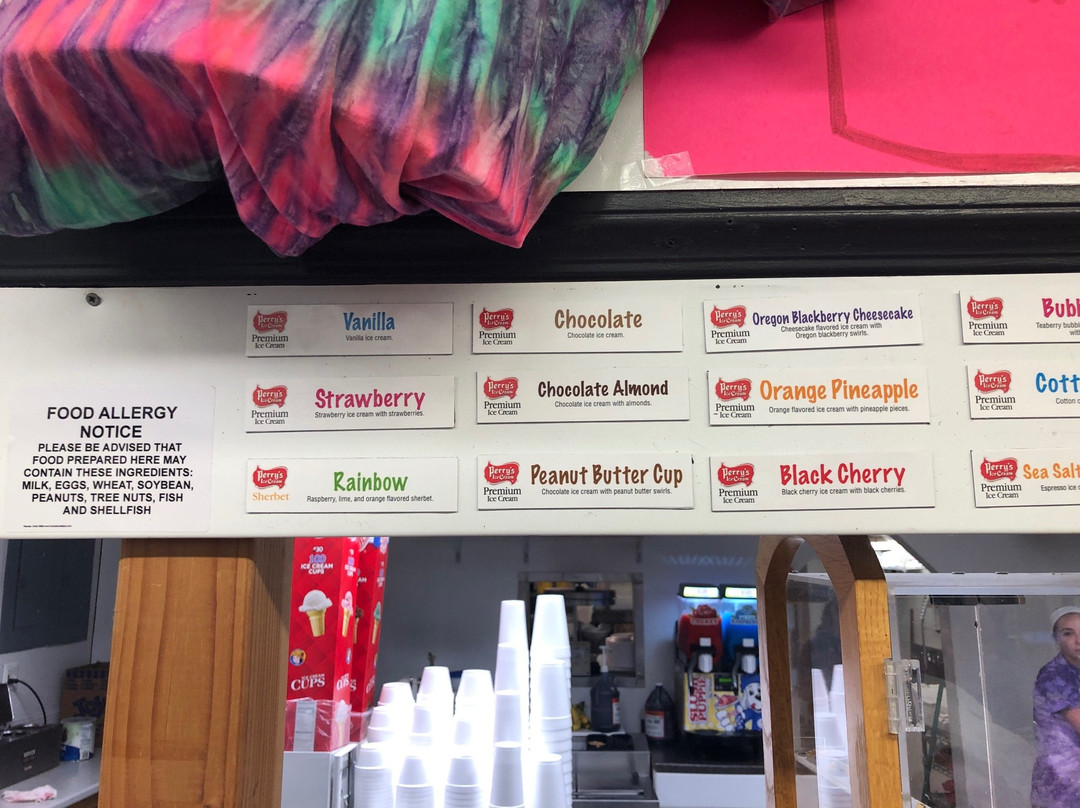 Perry's
Ice Cream
Premium
Ice Cream
Vanilla
Vanilla ice cream.
Perry's
Ice Cream
Premium
Ice Cream
Chocolate
Chocolate ice cream.
Perry's
Ice Cream
Premium
Ice Cream
Oregon Blackberry Cheesecake
Cheesecake flavored ice cream with
Oregon blackberry swirls.
Perry's
Ice Cream
Premium
Ice Cream
Perry's
Ice Cream
Premium
Ice Cream
Strawberry
Strawberry ice cream with strawberries.
Perry's
Ice Cream
Premium
Ice Cream
Chocolate Almond
Chocolate ice cream with almonds.
Perry's
Ice Cream
Premium
Ice Cream
Orange Pineapple
Orange flavored ice cream with pineapple pieces.
Perry's
Ice Cream
Premium
Ice Cream
Perry's
Ice Cream
Sherbet
Rainbow
Raspberry, lime, and orange flavored sherbet.
Perry's
Ice Cream
Premium
Ice Cream
Peanut Butter Cup
Chocolate ice cream with peanut butter swirls.
Perry's
Ice Cream
Premium
Ice Cream
Black Cherry
Black cherry ice cream with black cherries.
Perry's
Ice Cream
Premium
Ice Cream
Sea Salt
Espresso ice
FOOD ALLERGY
NOTICE
PLEASE BE ADVISED THAT
FOOD PREPARED HERE MAY
CONTAIN THESE INGREDIENTS:
MILK, EGGS, WHEAT, SOYBEAN,
PEANUTS, TREE NUTS, FISH
AND SHELLFISH
#30
ICE CREAM
CUPS
ICE CREAM
CUPS